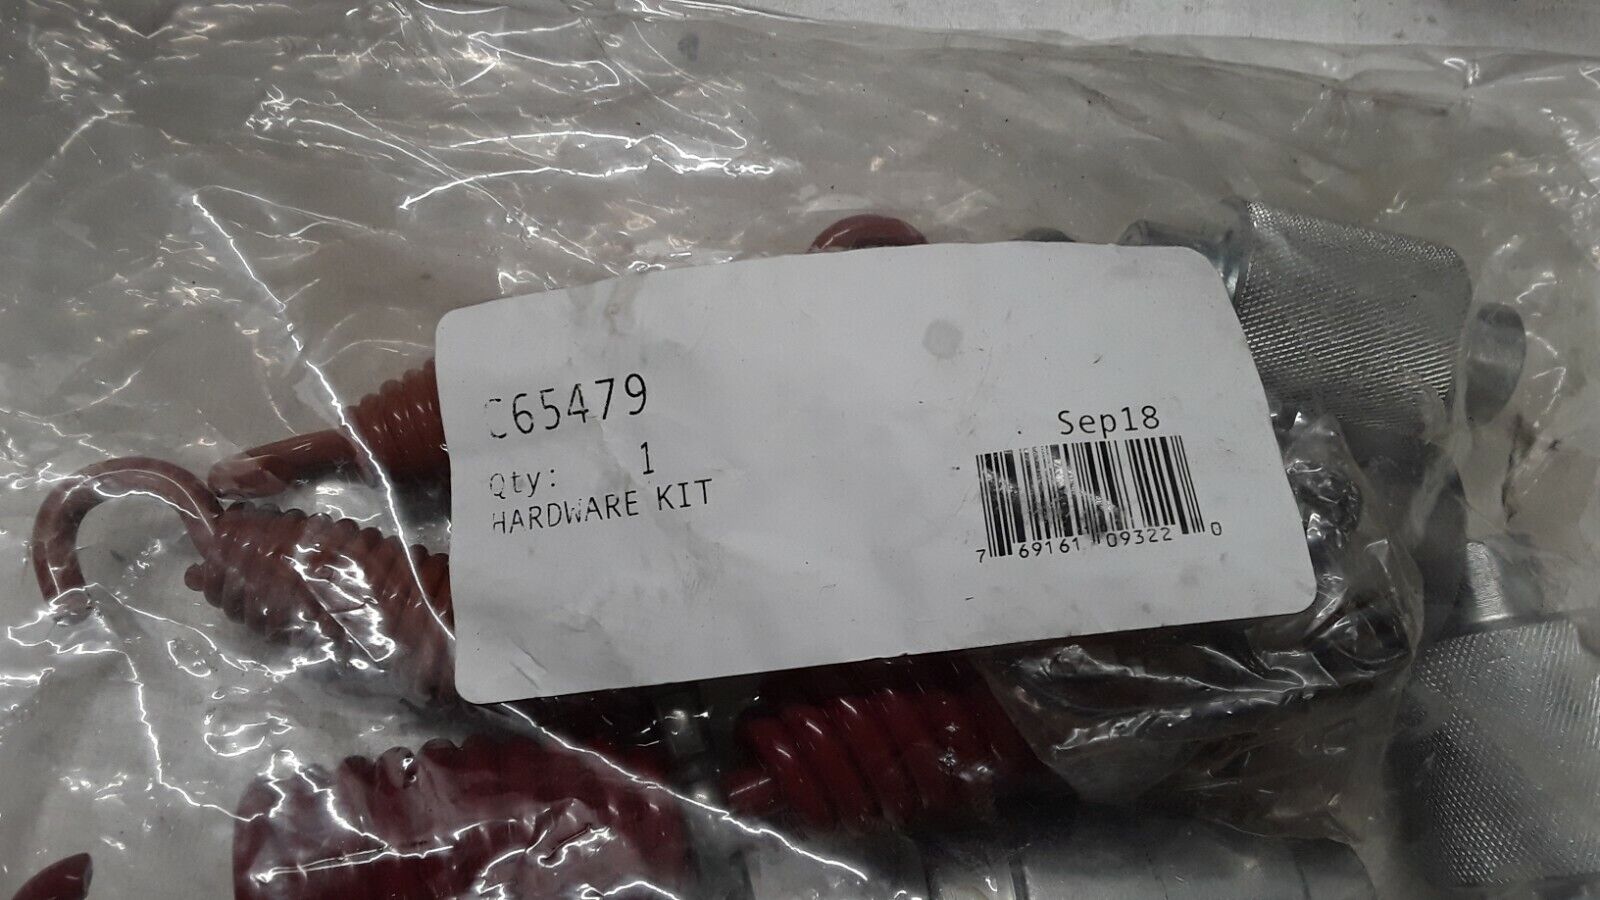 C65479
Qty: 1
HARDWARE KIT
Sep18
7 69161 09322 0